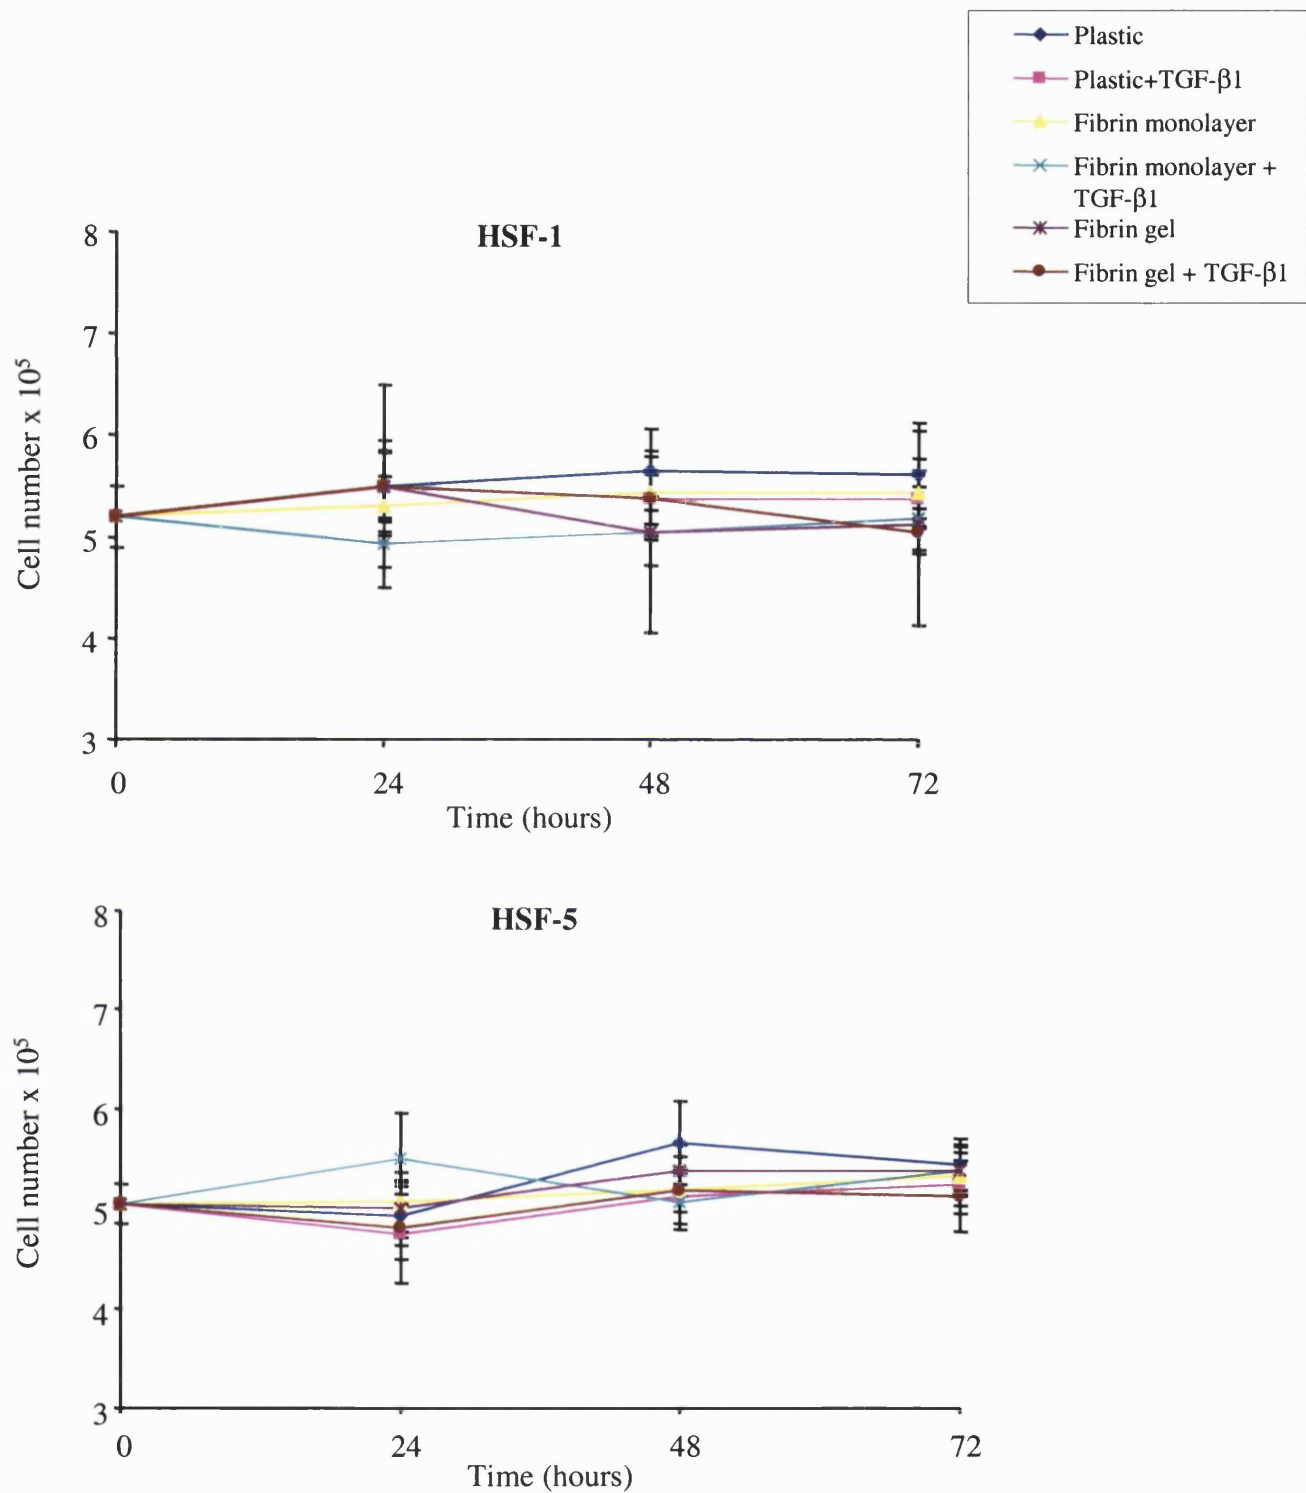 Plastic
Plastic+TGF-β1
Fibrin monolayer
Fibrin monolayer +
TGF-β1
Fibrin gel
Fibrin gel + TGF-β1
HSF-1
8
7
6
5
4
3
Cell number x 10⁵
0 24 48 72
Time (hours)
HSF-5
8
7
6
5
4
3
Cell number x 10⁵
0 24 48 72
Time (hours)